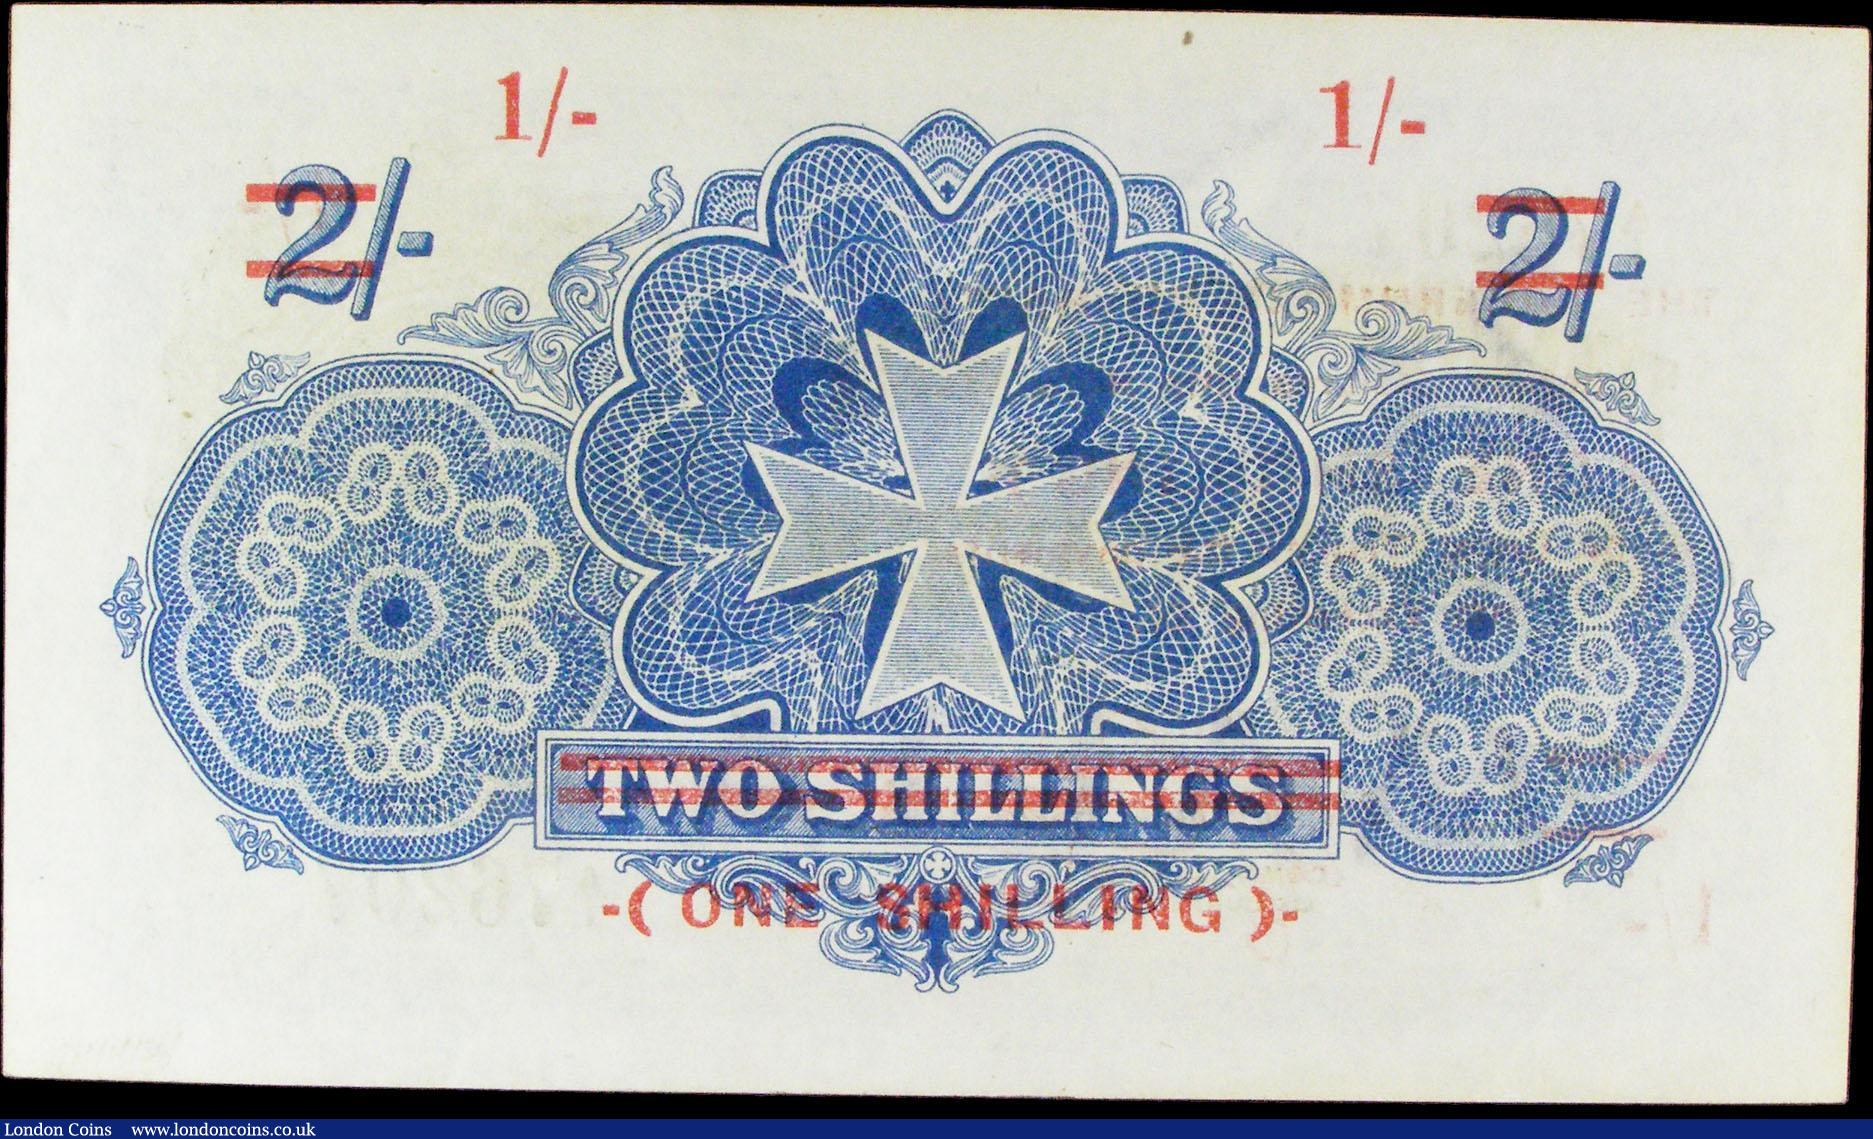 1/- 1/-
2/- 2/-
TWO SHILLINGS
-( ONE SHILLING )-
London Coins www.londoncoins.co.uk